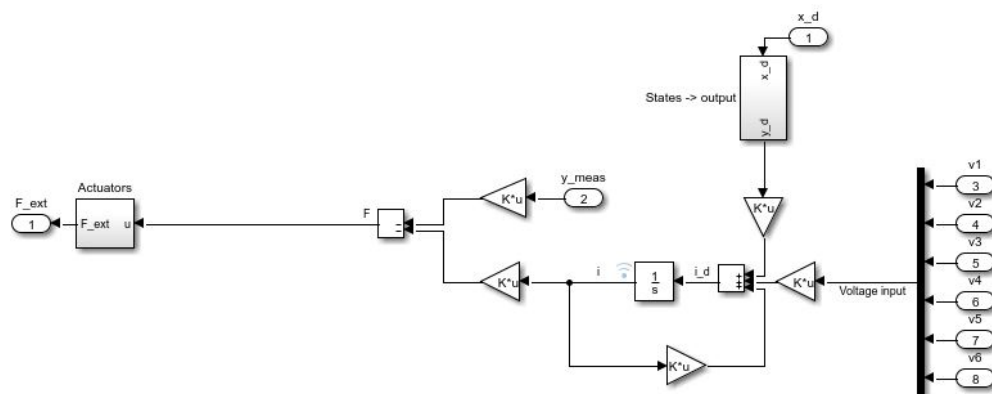 x_d
1
x_d
States -> output
y_d
Actuators
F_ext
1
F_ext u
F
K*u
y_meas
2
K*u
v1
3
v2
4
v3
5
v4
6
v5
7
v6
8
K*u
i
1
s
i_d
K*u
Voltage input
K*u